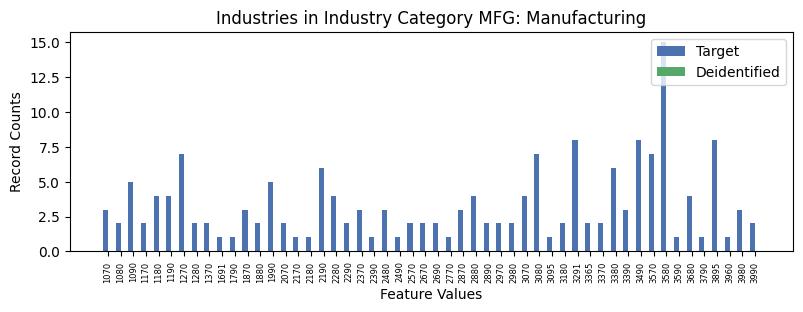 Industries in Industry Category MFG: Manufacturing
15.0
12.5
10.0
7.5
5.0
2.5
0.0
Record Counts
Target
Deidentified
1070 1080 1090 1170 1180 1190 1270 1280 1370 1691 1790 1870 1880 1990 2070 2170 2180 2190 2280 2290 2370 2390 2480 2490 2570 2670 2690 2770 2870 2880 2890 2970 2980 3070 3080 3095 3180 3291 3365 3370 3380 3390 3490 3570 3580 3590 3680 3790 3895 3960 3980 3990
Feature Values